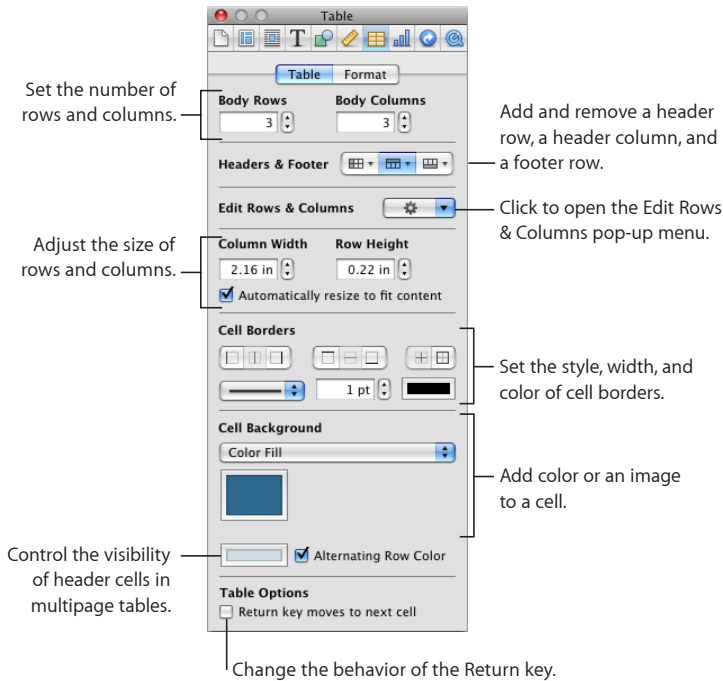 Table
T
Table Format
Set the number of
rows and columns.
Body Rows Body Columns
3 3
Add and remove a header
row, a header column, and
a footer row.
Headers & Footer
Edit Rows & Columns
Click to open the Edit Rows
& Columns pop-up menu.
Adjust the size of
rows and columns.
Column Width Row Height
2.16 in 0.22 in
Automatically resize to fit content
Cell Borders
1 pt
Set the style, width, and
color of cell borders.
Cell Background
Color Fill
Add color or an image
to a cell.
Control the visibility
of header cells in
multipage tables.
Alternating Row Color
Table Options
Return key moves to next cell
Change the behavior of the Return key.